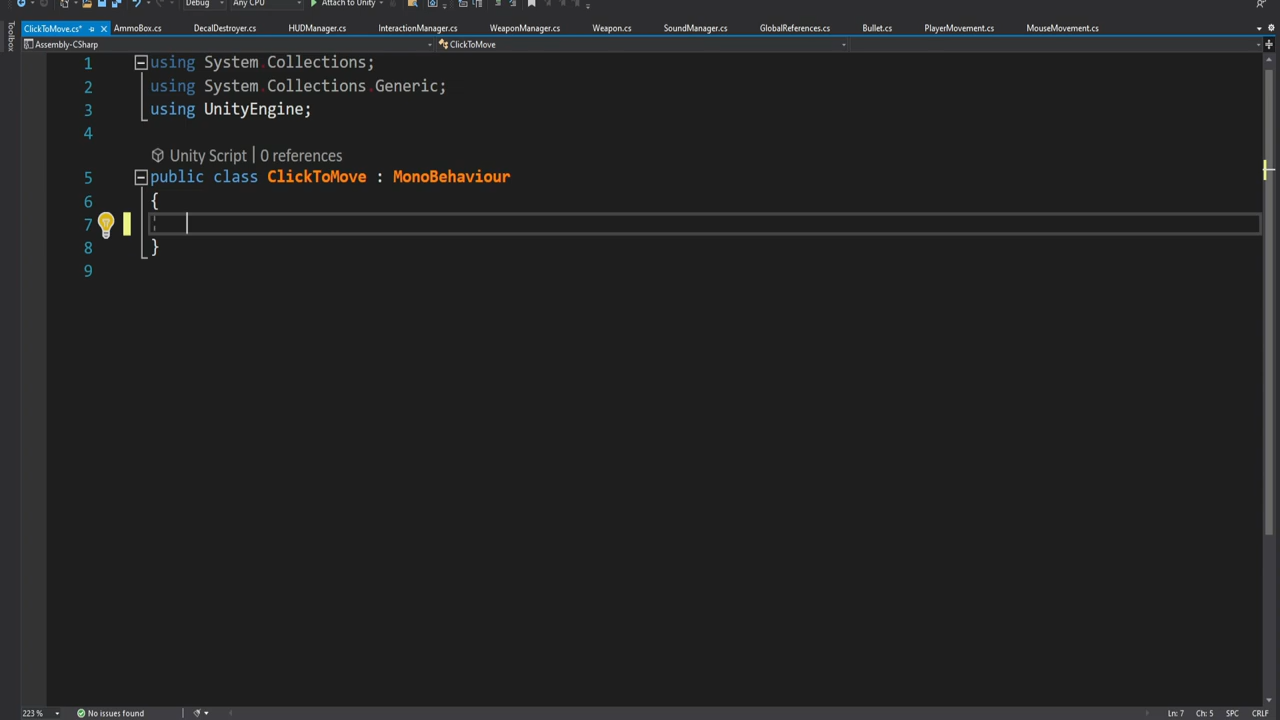 Debug Any CPU Attach to Unity
ClickToMove.cs* AmmoBox.cs DecalDestroyer.cs HUDManager.cs InteractionManager.cs WeaponManager.cs Weapon.cs SoundManager.cs GlobalReferences.cs Bullet.cs PlayerMovement.cs MouseMovement.cs
Toolbox
Assembly-CSharp ClickToMove
1 using System.Collections;
2 using System.Collections.Generic;
3 using UnityEngine;
4
Unity Script | 0 references
5 public class ClickToMove : MonoBehaviour
6 {
7
8 }
9
223 % No issues found Ln: 7 Ch: 5 SPC CRLF